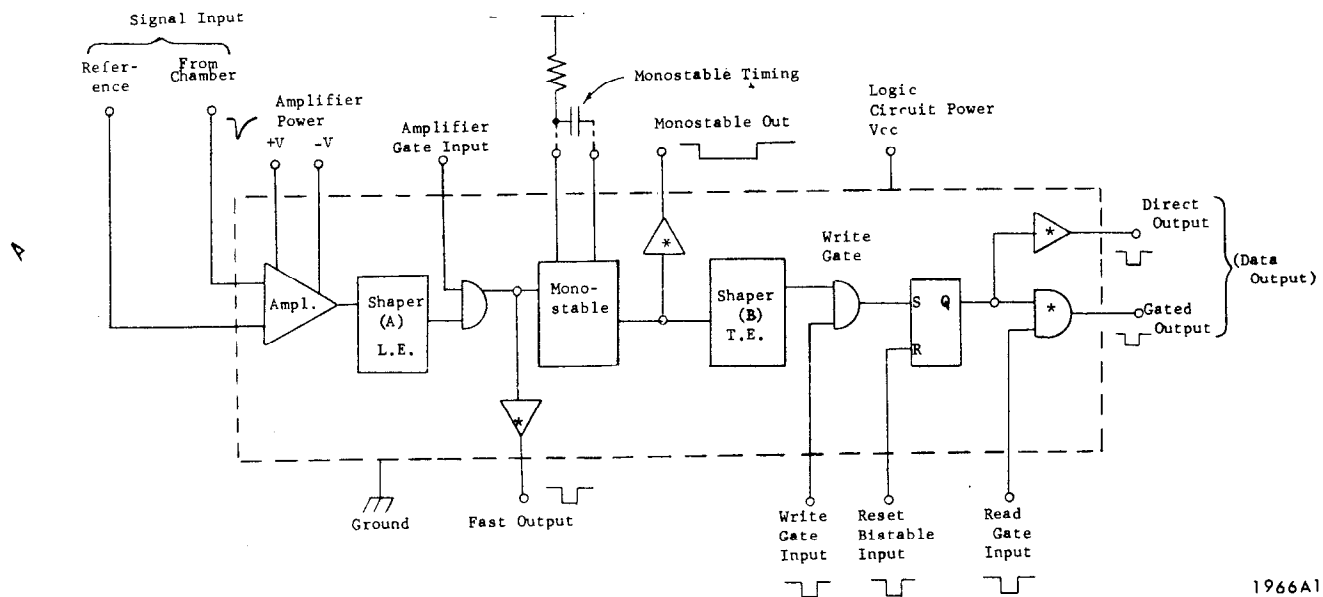 Signal Input
Refer-
ence
From
Chamber
Amplifier
Power
+V
-V
Amplifier
Gate Input
Monostable Timing
Monostable Out
Logic
Circuit Power
Vcc
Ampl.
Shaper
(A)
L.E.
Mono-
stable
*
*
Shaper
(B)
T.E.
Write
Gate
S
Q
R
*
*
Direct
Output
Gated
Output
(Data
Output)
Ground
Fast Output
Write
Gate
Input
Reset
Bistable
Input
Read
Gate
Input
1966A1